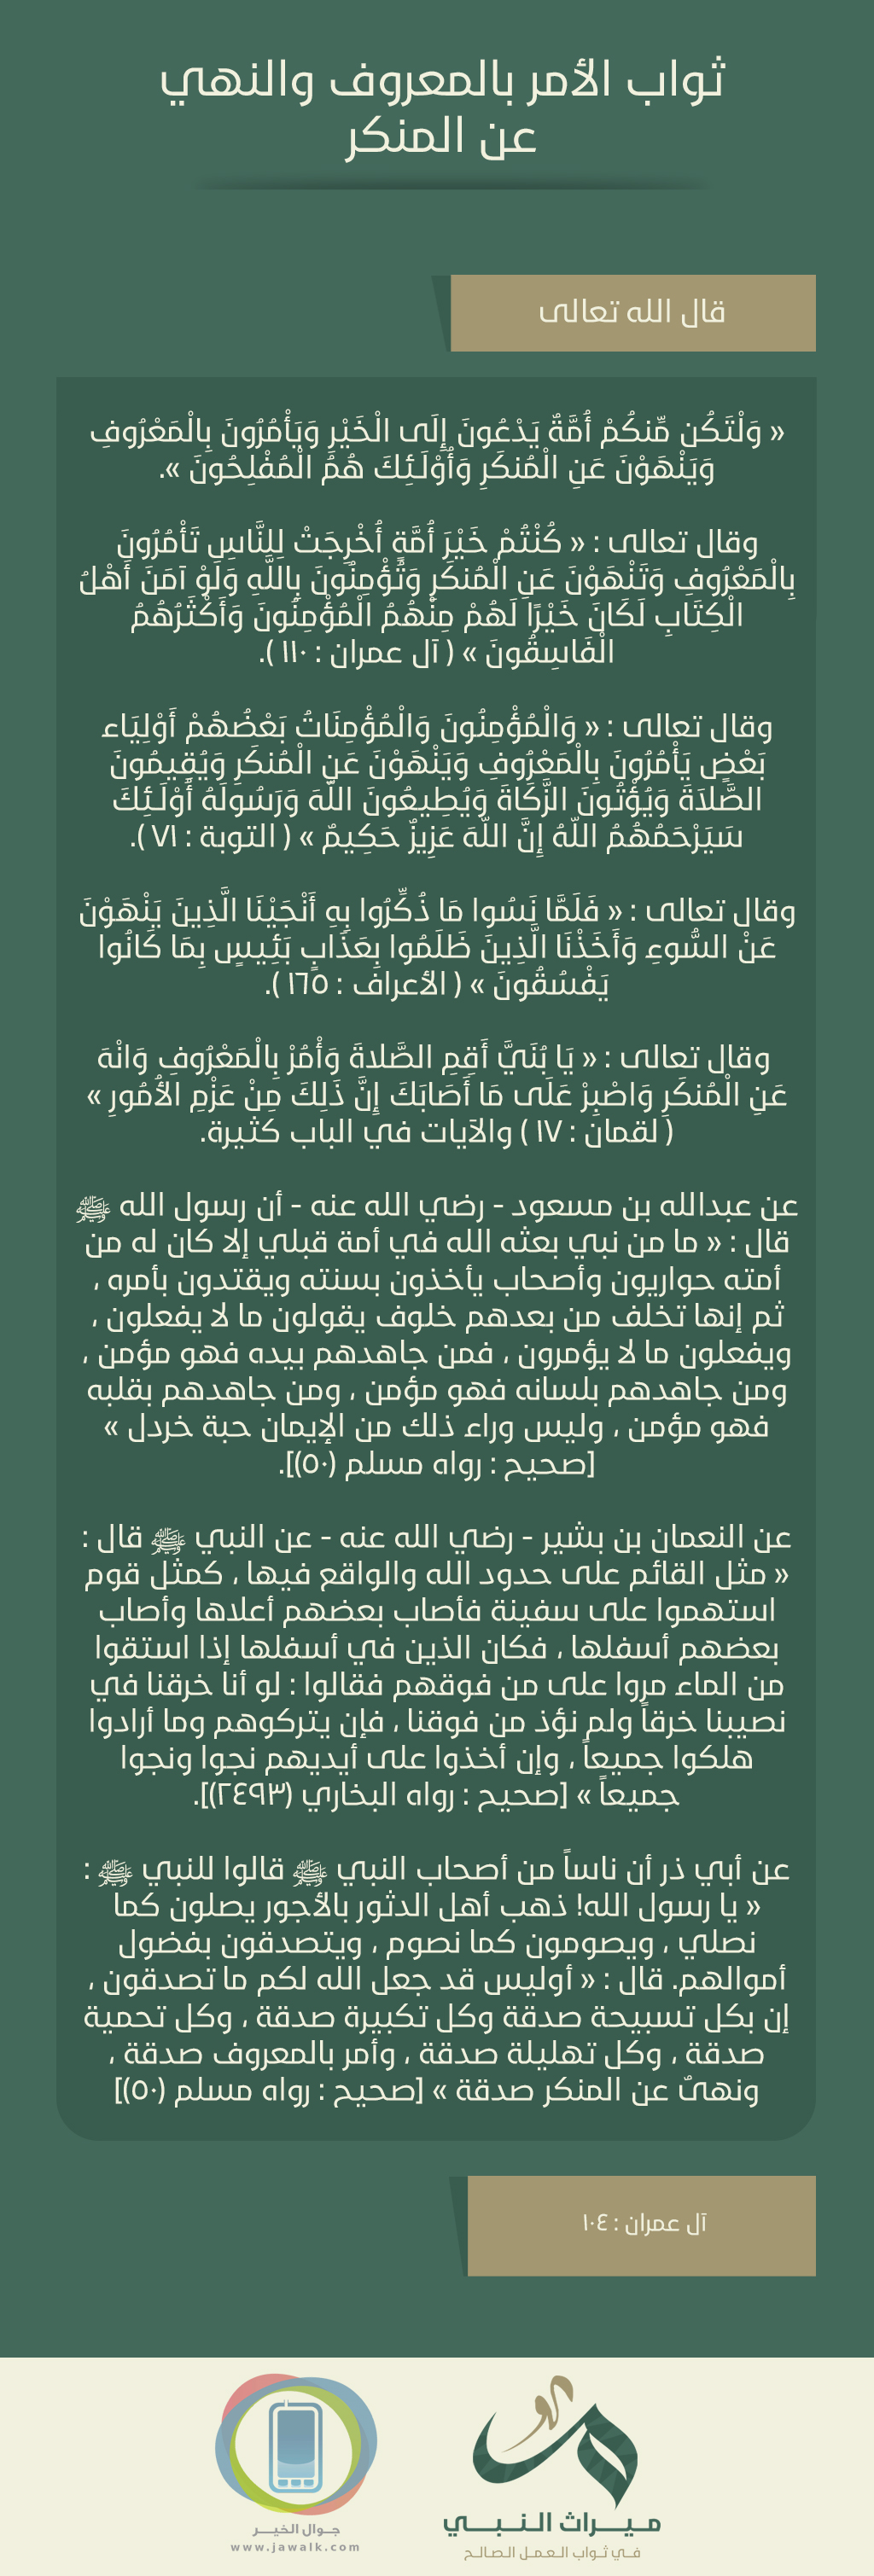 ثواب الأمر بالمعروف والنهي
عن المنكر
قال الله تعالى
« وَلْتَكُن مِّنكُمْ أُمَّةٌ يَدْعُونَ إِلَى الْخَيْرِ وَيَأْمُرُونَ بِالْمَعْرُوفِ
وَيَنْهَوْنَ عَنِ الْمُنكَرِ وَأُوْلَـئِكَ هُمُ الْمُفْلِحُونَ ».
وقال تعالى : « كُنْتُمْ خَيْرَ أُمَّةٍ أُخْرِجَتْ لِلنَّاسِ تَأْمُرُونَ
بِالْمَعْرُوفِ وَتَنْهَوْنَ عَنِ الْمُنكَرِ وَتُؤْمِنُونَ بِاللَّهِ وَلَوْ آمَنَ أَهْلُ
الْكِتَابِ لَكَانَ خَيْرًا لَهُمْ مِنْهُمُ الْمُؤْمِنُونَ وَأَكْثَرُهُمُ
الْفَاسِقُونَ » ( آل عمران : ١١٠ ).
وقال تعالى : « وَالْمُؤْمِنُونَ وَالْمُؤْمِنَاتُ بَعْضُهُمْ أَوْلِيَاء
بَعْضٍ يَأْمُرُونَ بِالْمَعْرُوفِ وَيَنْهَوْنَ عَنِ الْمُنكَرِ وَيُقِيمُونَ
الصَّلاَةَ وَيُؤْتُونَ الزَّكَاةَ وَيُطِيعُونَ اللّهَ وَرَسُولَهُ أُوْلَـئِكَ
سَيَرْحَمُهُمُ اللّهُ إِنَّ اللّهَ عَزِيزٌ حَكِيمٌ » ( التوبة : ٧١ ).
وقال تعالى : « فَلَمَّا نَسُوا مَا ذُكِّرُوا بِهِ أَنْجَيْنَا الَّذِينَ يَنْهَوْنَ
عَنْ السُّوءِ وَأَخَذْنَا الَّذِينَ ظَلَمُوا بِعَذَابٍ بَئِيسٍ بِمَا كَانُوا
يَفْسُقُونَ » ( الأعراف : ١٦٥ ).
وقال تعالى : « يَا بُنَيَّ أَقِمِ الصَّلاةَ وَأْمُرْ بِالْمَعْرُوفِ وَانْهَ
عَنِ الْمُنكَرِ وَاصْبِرْ عَلَى مَا أَصَابَكَ إِنَّ ذَلِكَ مِنْ عَزْمِ الأُمُورِ »
( لقمان : ١٧ ) والآيات في الباب كثيرة.
عن عبدالله بن مسعود - رضي الله عنه - أن رسول الله ﷺ
قال : « ما من نبي بعثه الله في أمة قبلي إلا كان له من
أمته حواريون وأصحاب يأخذون بسنته ويقتدون بأمره ،
ثم إنها تخلف من بعدهم خلوف يقولون ما لا يفعلون ،
ويفعلون ما لا يؤمرون ، فمن جاهدهم بيده فهو مؤمن ،
ومن جاهدهم بلسانه فهو مؤمن ، ومن جاهدهم بقلبه
فهو مؤمن ، وليس وراء ذلك من الإيمان حبة خردل »
[صحيح : رواه مسلم (٥٠)].
عن النعمان بن بشير - رضي الله عنه - عن النبي ﷺ قال :
« مثل القائم على حدود الله والواقع فيها ، كمثل قوم
استهموا على سفينة فأصاب بعضهم أعلاها وأصاب
بعضهم أسفلها ، فكان الذين في أسفلها إذا استقوا
من الماء مروا على من فوقهم فقالوا : لو أنا خرقنا في
نصيبنا خرقاً ولم نؤذ من فوقنا ، فإن يتركوهم وما أرادوا
هلكوا جميعاً ، وإن أخذوا على أيديهم نجوا ونجوا
جميعاً » [صحيح : رواه البخاري (٢٤٩٣)].
عن أبي ذر أن ناساً من أصحاب النبي ﷺ قالوا للنبي ﷺ :
« يا رسول الله! ذهب أهل الدثور بالأجور يصلون كما
نصلي ، ويصومون كما نصوم ، ويتصدقون بفضول
أموالهم. قال : « أوليس قد جعل الله لكم ما تصدقون ،
إن بكل تسبيحة صدقة وكل تكبيرة صدقة ، وكل تحمية
صدقة ، وكل تهليلة صدقة ، وأمر بالمعروف صدقة ،
ونهىٌ عن المنكر صدقة » [صحيح : رواه مسلم (٥٠)]
آل عمران : ١٠٤
ميراث النبي
في ثواب العمل الصالح
جوال الخير
www.jawalk.com